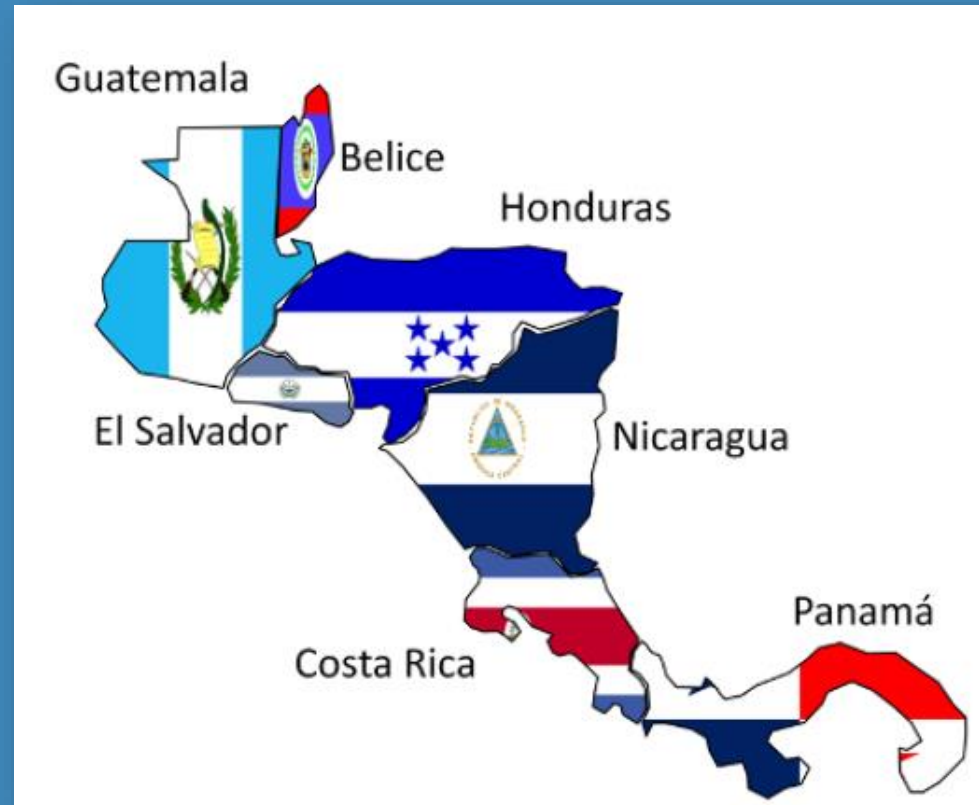 Guatemala
Belice
Honduras
El Salvador
Nicaragua
Costa Rica
Panamá